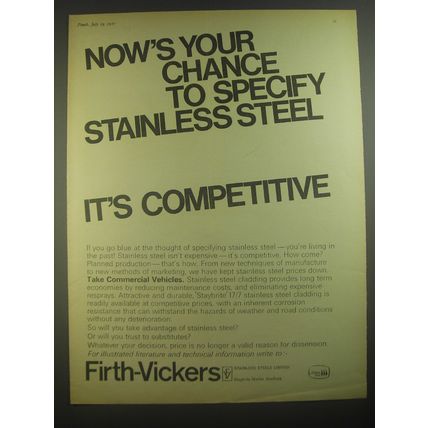 NOW'S YOUR
CHANCE
TO SPECIFY
STAINLESS STEEL
IT'S COMPETITIVE
If you go blue at the thought of specifying stainless steel — you're living in
the past! Stainless steel isn't expensive — it's competitive. How come?
Planned production — that's how. From new techniques of manufacture
to new methods of marketing, we have kept stainless steel prices down.
Take Commercial Vehicles. Stainless steel cladding provides long term
economies by reducing maintenance costs, and eliminating expensive
resprays. Attractive and durable, 'Staybrite' 17/7 stainless steel cladding is
readily available at competitive prices, with an inherent corrosion
resistance that can withstand the hazards of weather and road conditions
without any deterioration.
So will you take advantage of stainless steel?
Or will you trust to substitutes?
Whatever your decision, price is no longer a valid reason for dissension.
For illustrated literature and technical information write to:-
Firth-Vickers
STAINLESS STEELS LIMITED